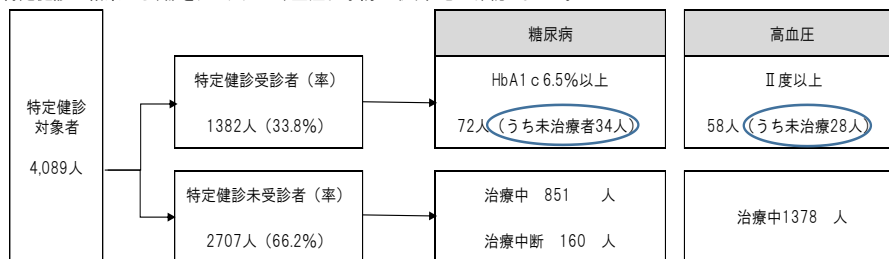 糖尿病
高血圧
特定健診
対象者
4,089人
特定健診受診者（率）
1382人（33.8%）
HbA1c6.5%以上
72人（うち未治療者34人）
Ⅱ度以上
58人（うち未治療28人）
特定健診未受診者（率）
2707人（66.2%）
治療中 851 人
治療中断 160 人
治療中1378 人